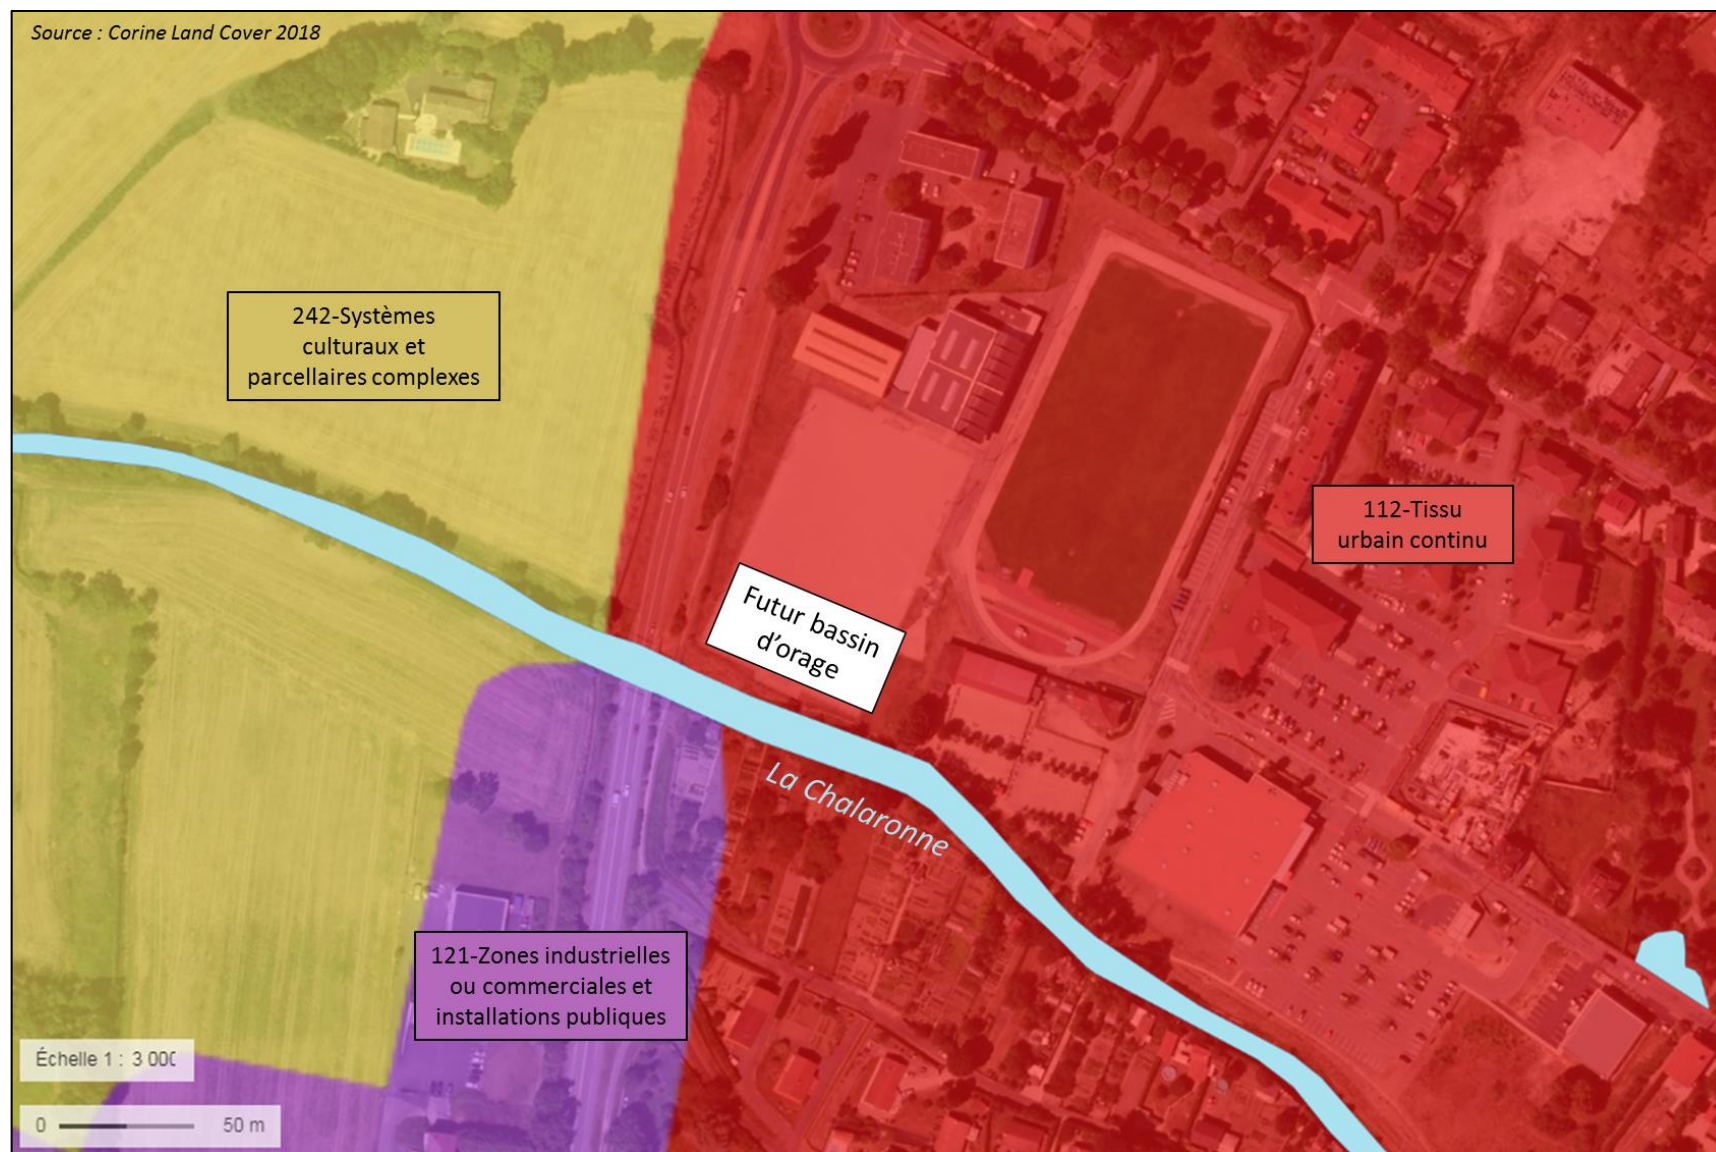 Source : Corine Land Cover 2018
242-Systèmes
culturaux et
parcellaires complexes
112-Tissu
urbain continu
Futur bassin
d'orage
La Chalaronne
121-Zones industrielles
ou commerciales et
installations publiques
Échelle 1 : 3 000
0 50 m